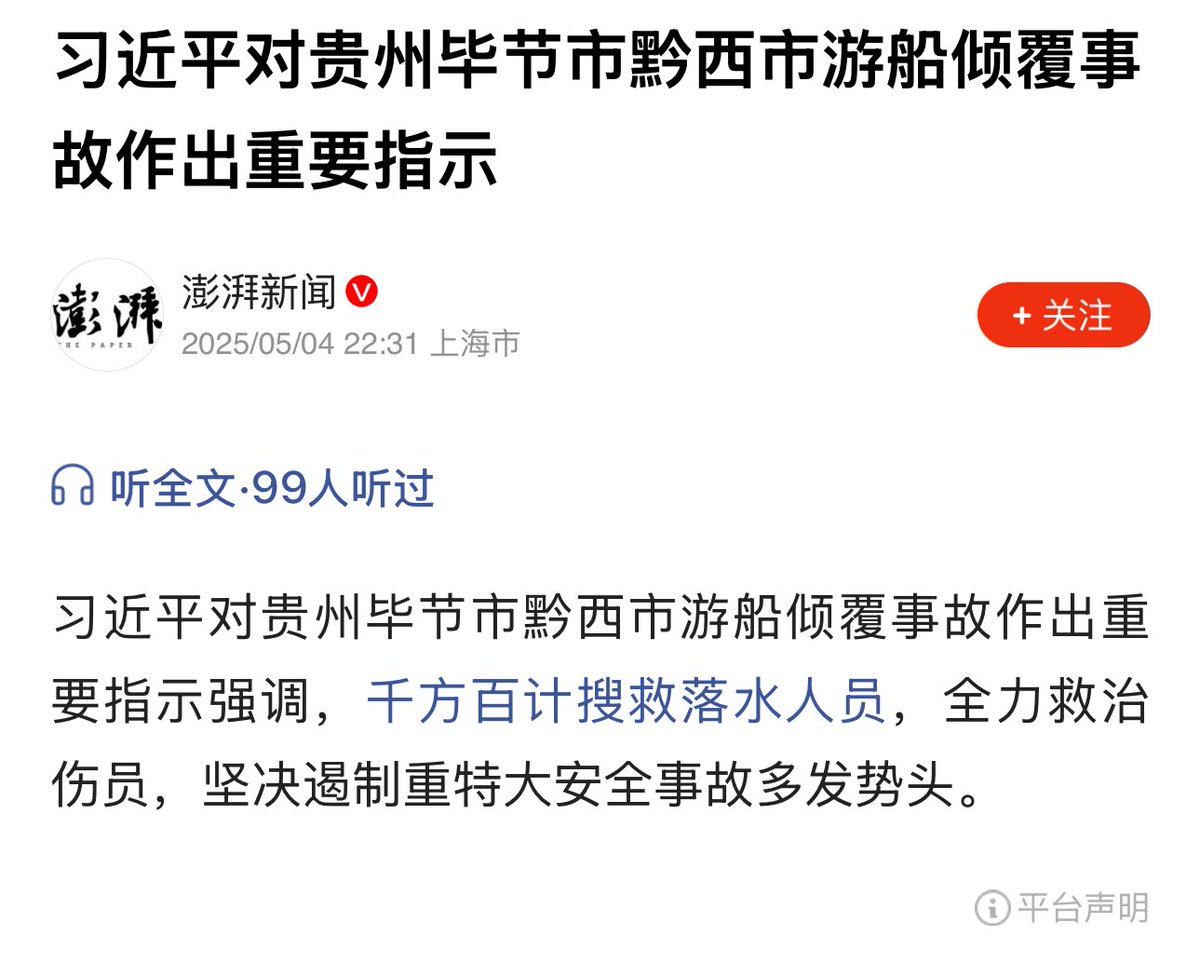 习近平对贵州毕节市黔西市游船倾覆事
故作出重要指示
澎湃
THE PAPER
澎湃新闻 V
2025/05/04 22:31 上海市
+ 关注
听全文·99人听过
习近平对贵州毕节市黔西市游船倾覆事故作出重
要指示强调，千方百计搜救落水人员，全力救治
伤员，坚决遏制重特大安全事故多发势头。
平台声明